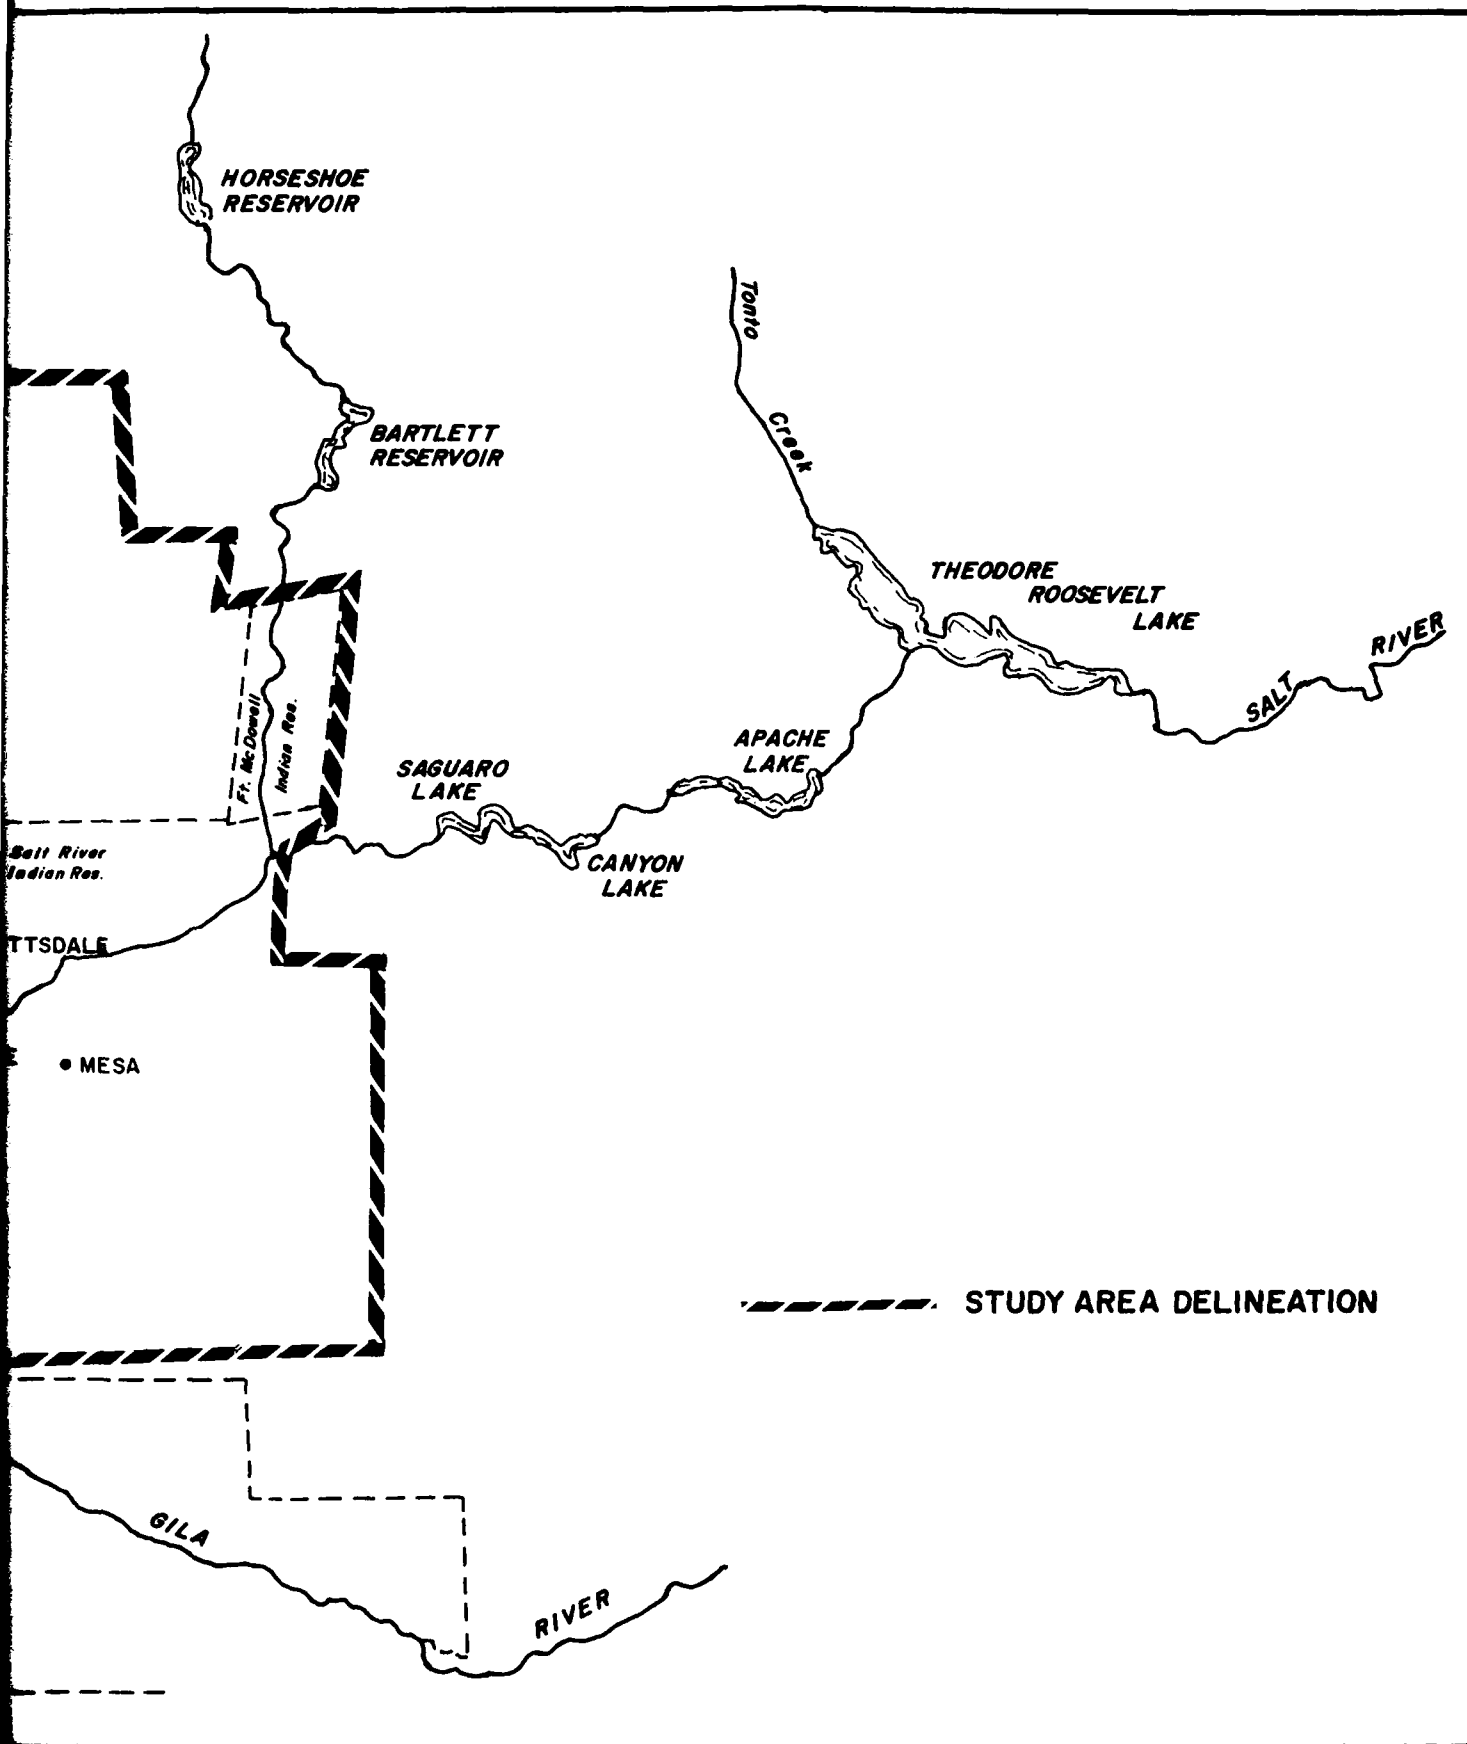 HORSESHOE
RESERVOIR
Tonto
Creek
BARTLETT
RESERVOIR
THEODORE
ROOSEVELT
LAKE
SALT
RIVER
Ft. McDowell
Indian Res.
APACHE
LAKE
SAGUARO
LAKE
CANYON
LAKE
Salt River
Indian Res.
TTSDALE
MESA
STUDY AREA DELINEATION
GILA
RIVER